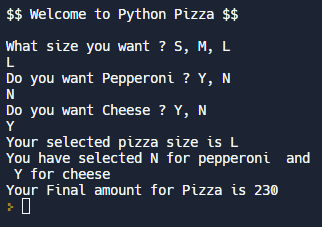 $$ Welcome to Python Pizza $$
What size you want ? S, M, L
L
Do you want Pepperoni ? Y, N
N
Do you want Cheese ? Y, N
Y
Your selected pizza size is L
You have selected N for pepperoni  and
 Y for cheese
Your Final amount for Pizza is 230